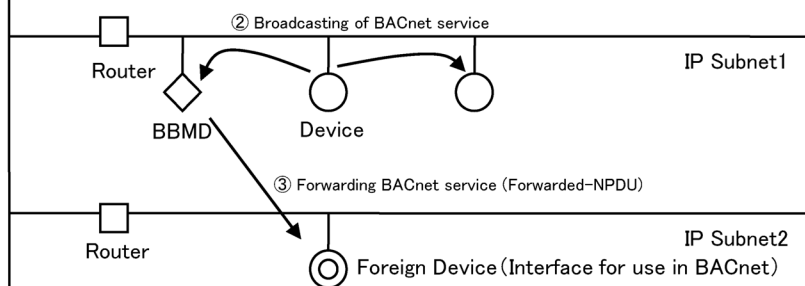 ② Broadcasting of BACnet service
Router
IP Subnet1
BBMD
Device
③ Forwarding BACnet service (Forwarded-NPDU)
Router
IP Subnet2
Foreign Device (Interface for use in BACnet)